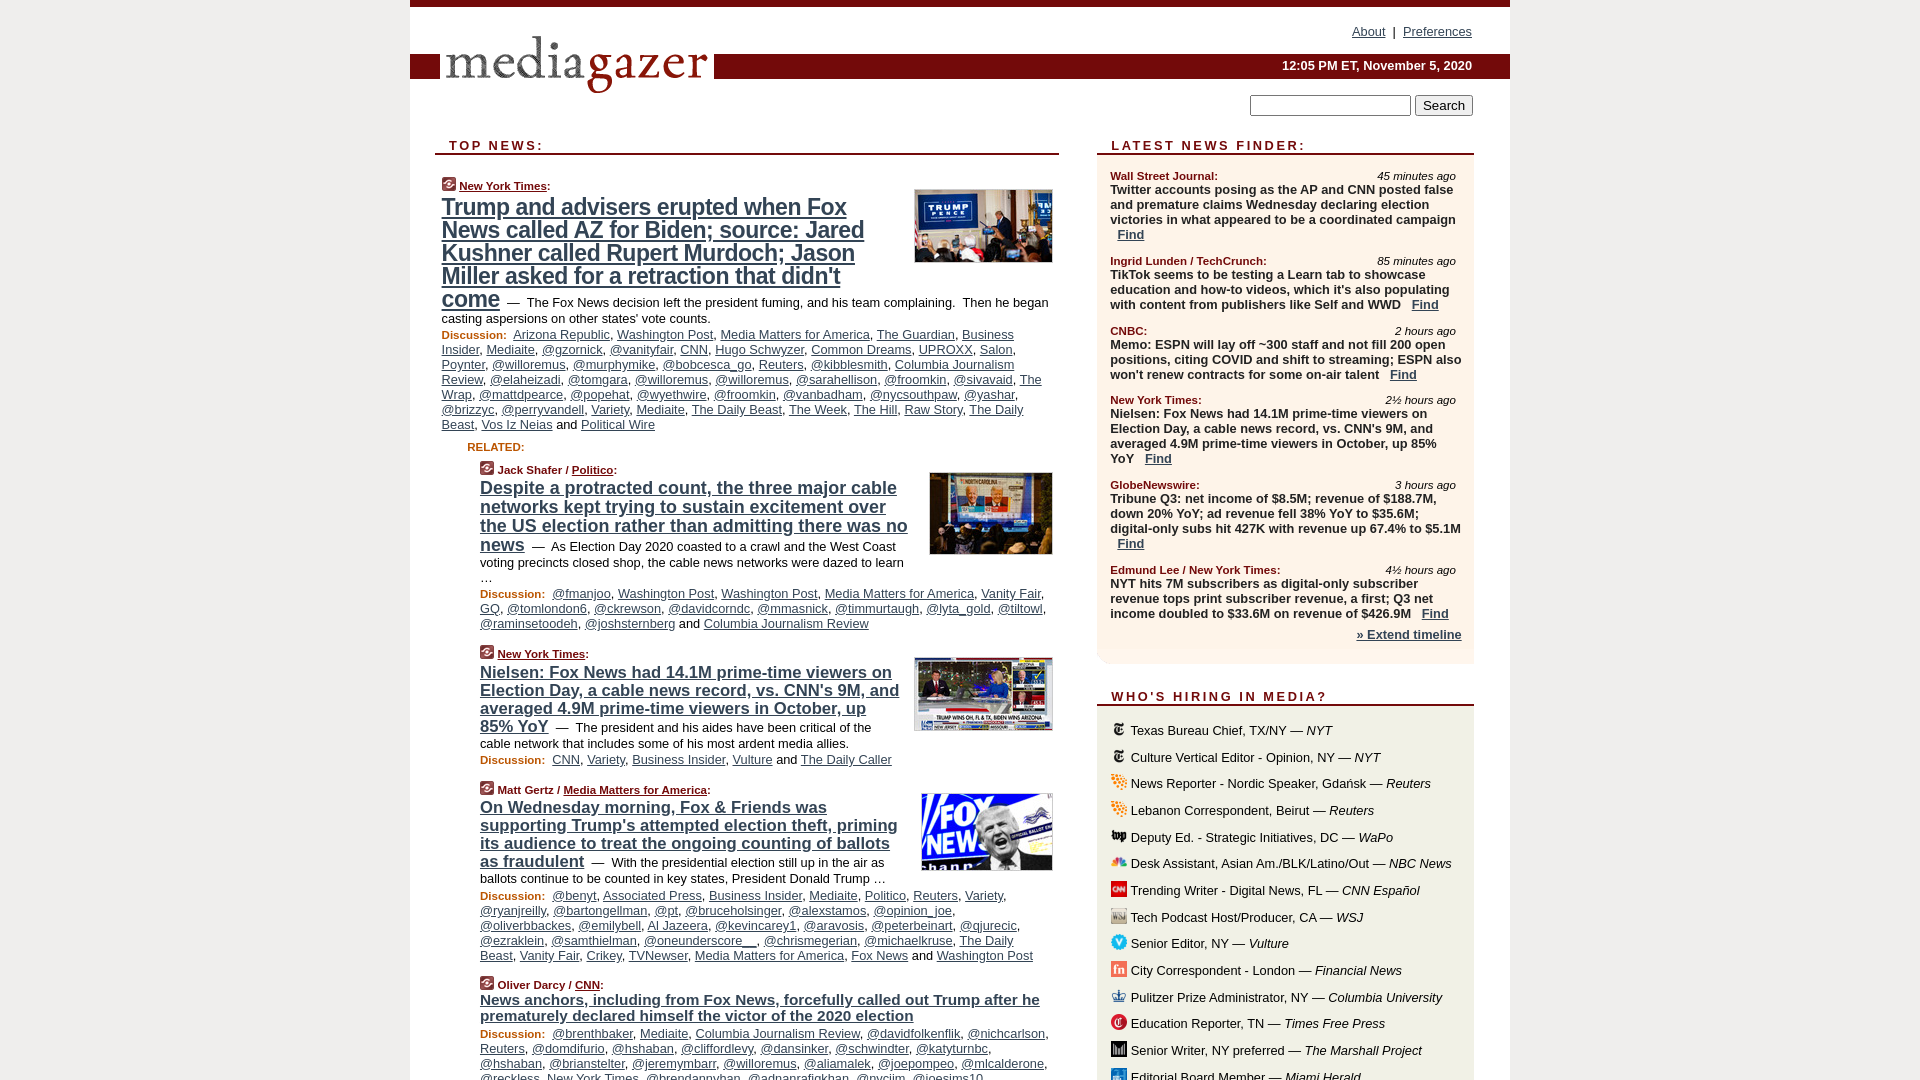 About | Preferences
mediagazer
12:05 PM ET, November 5, 2020
Search
TOP NEWS:
New York Times:
Trump and advisers erupted when Fox
News called AZ for Biden; source: Jared
Kushner called Rupert Murdoch; Jason
Miller asked for a retraction that didn't
come — The Fox News decision left the president fuming, and his team complaining. Then he began
casting aspersions on other states' vote counts.
Discussion: Arizona Republic, Washington Post, Media Matters for America, The Guardian, Business
Insider, Mediaite, @gzornick, @vanityfair, CNN, Hugo Schwyzer, Common Dreams, UPROXX, Salon,
Poynter, @willoremus, @murphymike, @bobcesca_go, Reuters, @kibblesmith, Columbia Journalism
Review, @elaheizadi, @tomgara, @willoremus, @willoremus, @sarahellison, @froomkin, @sivavaid, The
Wrap, @mattdpearce, @popehat, @wyethwire, @froomkin, @vanbadham, @nycsouthpaw, @yashar,
@brizzyc, @perryvandell, Variety, Mediaite, The Daily Beast, The Week, The Hill, Raw Story, The Daily
Beast, Vos Iz Neias and Political Wire
RELATED:
Jack Shafer / Politico:
Despite a protracted count, the three major cable
networks kept trying to sustain excitement over
the US election rather than admitting there was no
news — As Election Day 2020 coasted to a crawl and the West Coast
voting precincts closed shop, the cable news networks were dazed to learn
…
Discussion: @fmanjoo, Washington Post, Washington Post, Media Matters for America, Vanity Fair,
GQ, @tomlondon6, @ckrewson, @davidcorndc, @mmasnick, @timmurtaugh, @lyta_gold, @tiltowl,
@raminsetoodeh, @joshsternberg and Columbia Journalism Review
New York Times:
Nielsen: Fox News had 14.1M prime-time viewers on
Election Day, a cable news record, vs. CNN's 9M, and
averaged 4.9M prime-time viewers in October, up
85% YoY — The president and his aides have been critical of the
cable network that includes some of his most ardent media allies.
Discussion: CNN, Variety, Business Insider, Vulture and The Daily Caller
Matt Gertz / Media Matters for America:
On Wednesday morning, Fox & Friends was
supporting Trump's attempted election theft, priming
its audience to treat the ongoing counting of ballots
as fraudulent — With the presidential election still up in the air as
ballots continue to be counted in key states, President Donald Trump …
Discussion: @benyt, Associated Press, Business Insider, Mediaite, Politico, Reuters, Variety,
@ryanjreilly, @bartongellman, @pt, @bruceholsinger, @alexstamos, @opinion_joe,
@oliverbbackes, @emilybell, Al Jazeera, @kevincarey1, @aravosis, @peterbeinart, @qjurecic,
@ezraklein, @samthielman, @oneunderscore__, @chrismegerian, @michaelkruse, The Daily
Beast, Vanity Fair, Crikey, TVNewser, Media Matters for America, Fox News and Washington Post
Oliver Darcy / CNN:
News anchors, including from Fox News, forcefully called out Trump after he
prematurely declared himself the victor of the 2020 election
Discussion: @brenthbaker, Mediaite, Columbia Journalism Review, @davidfolkenflik, @nichcarlson,
Reuters, @domdifurio, @hshaban, @cliffordlevy, @dansinker, @schwindter, @katyturnbc,
@hshaban, @brianstelter, @jeremymbarr, @willoremus, @aliamalek, @joepompeo, @mlcalderone,
@reckless, New York Times, @brendannyhan, @adnanrafiqkhan, @nycjim, @joesims10
TRUMP
PENCE
NORTH CAROLINA
TRUMP WINS OH, FL & TX, BIDEN WINS ARIZONA
FOX
NEWS
LATEST NEWS FINDER:
Wall Street Journal: 45 minutes ago
Twitter accounts posing as the AP and CNN posted false
and premature claims Wednesday declaring election
victories in what appeared to be a coordinated campaign
Find
Ingrid Lunden / TechCrunch: 85 minutes ago
TikTok seems to be testing a Learn tab to showcase
education and how-to videos, which it's also populating
with content from publishers like Self and WWD Find
CNBC: 2 hours ago
Memo: ESPN will lay off ~300 staff and not fill 200 open
positions, citing COVID and shift to streaming; ESPN also
won't renew contracts for some on-air talent Find
New York Times: 2½ hours ago
Nielsen: Fox News had 14.1M prime-time viewers on
Election Day, a cable news record, vs. CNN's 9M, and
averaged 4.9M prime-time viewers in October, up 85%
YoY Find
GlobeNewswire: 3 hours ago
Tribune Q3: net income of $8.5M; revenue of $188.7M,
down 20% YoY; ad revenue fell 38% YoY to $35.6M;
digital-only subs hit 427K with revenue up 67.4% to $5.1M
Find
Edmund Lee / New York Times: 4½ hours ago
NYT hits 7M subscribers as digital-only subscriber
revenue tops print subscriber revenue, a first; Q3 net
income doubled to $33.6M on revenue of $426.9M Find
» Extend timeline
WHO'S HIRING IN MEDIA?
Texas Bureau Chief, TX/NY — NYT
Culture Vertical Editor - Opinion, NY — NYT
News Reporter - Nordic Speaker, Gdańsk — Reuters
Lebanon Correspondent, Beirut — Reuters
Deputy Ed. - Strategic Initiatives, DC — WaPo
Desk Assistant, Asian Am./BLK/Latino/Out — NBC News
Trending Writer - Digital News, FL — CNN Español
Tech Podcast Host/Producer, CA — WSJ
Senior Editor, NY — Vulture
City Correspondent - London — Financial News
Pulitzer Prize Administrator, NY — Columbia University
Education Reporter, TN — Times Free Press
Senior Writer, NY preferred — The Marshall Project
Editorial Board Member — Miami Herald